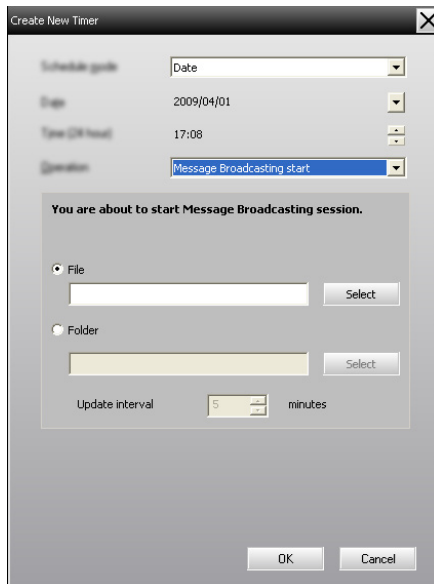 Create New Timer
Date
2009/04/01
17:08
Message Broadcasting start
You are about to start Message Broadcasting session.
File
Select
Folder
Select
Update interval 5 minutes
OK Cancel